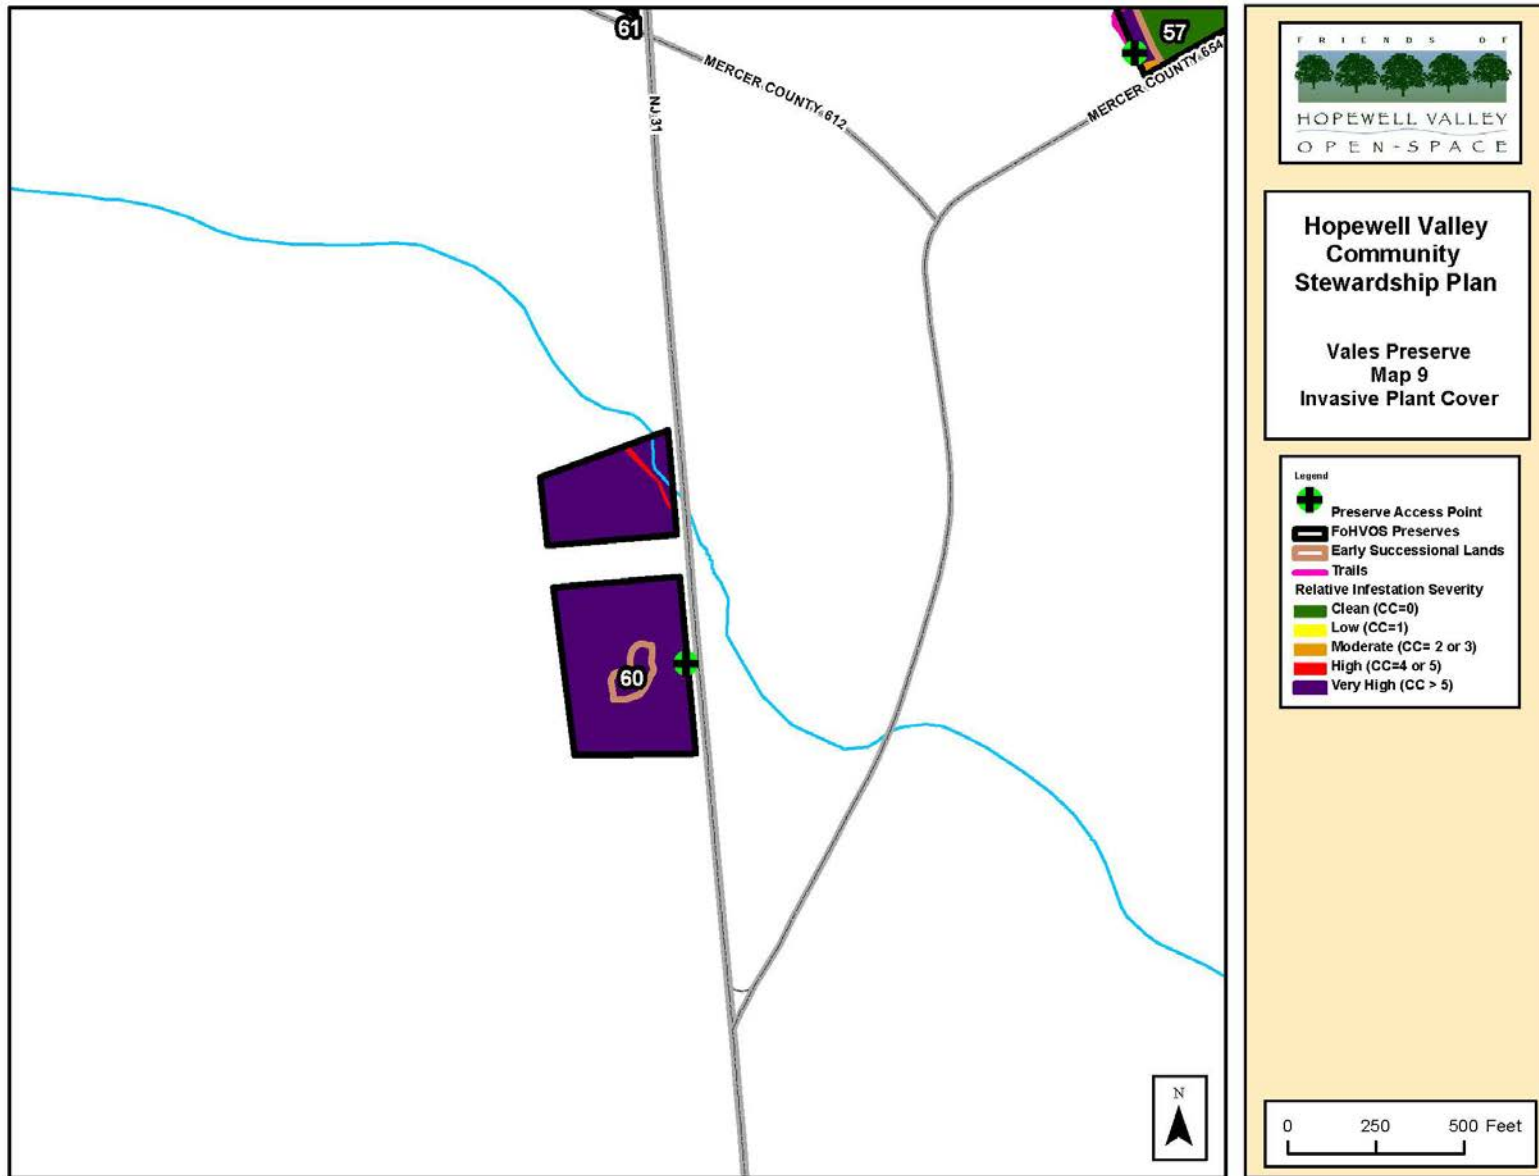 61
57
MERCER COUNTY 612
MERCER COUNTY 654
NJ 31
60
N
FRIENDS OF
HOPEWELL VALLEY
OPEN-SPACE
Hopewell Valley
Community
Stewardship Plan
Vales Preserve
Map 9
Invasive Plant Cover
Legend
Preserve Access Point
FoHVOS Preserves
Early Successional Lands
Trails
Relative Infestation Severity
Clean (CC=0)
Low (CC=1)
Moderate (CC= 2 or 3)
High (CC=4 or 5)
Very High (CC > 5)
0 250 500 Feet